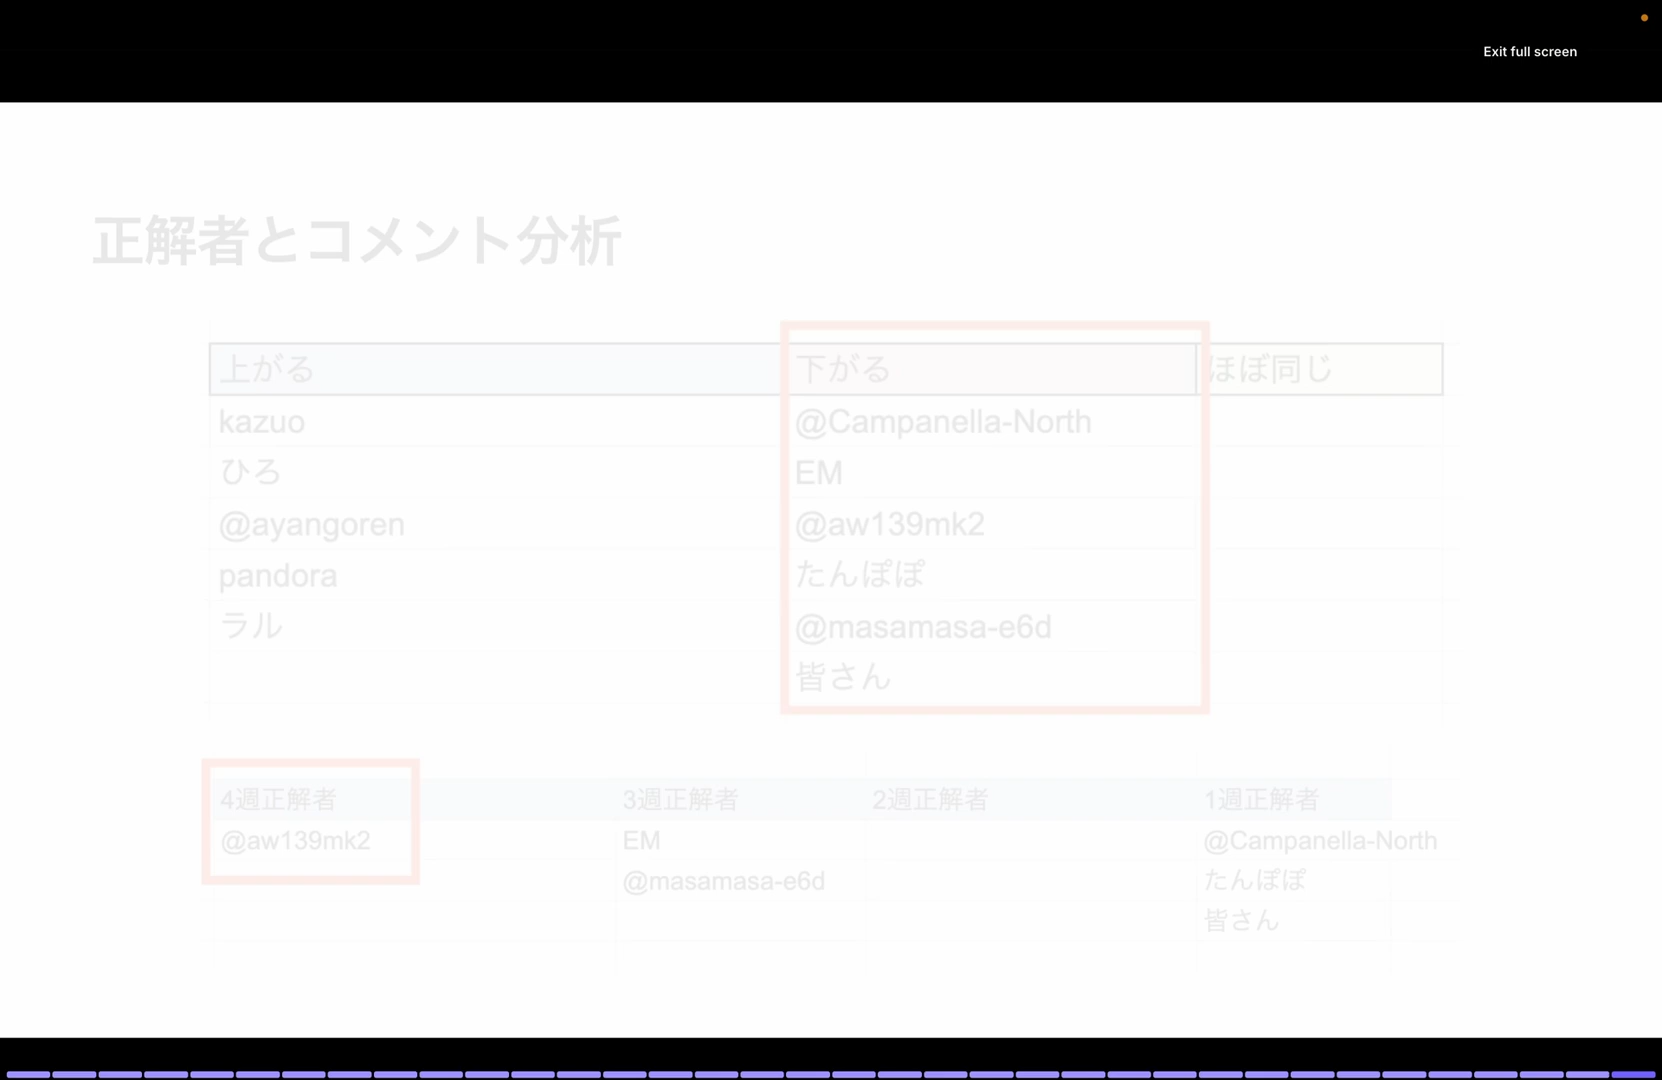 Exit full screen
正解者とコメント分析
上がる 下がる ほぼ同じ
kazuo @Campanella-North
ひろ EM
@ayangoren @aw139mk2
pandora たんぽぽ
ラル @masamasa-e6d
皆さん
4週正解者 3週正解者 2週正解者 1週正解者
@aw139mk2 EM @Campanella-North
@masamasa-e6d たんぽぽ
皆さん